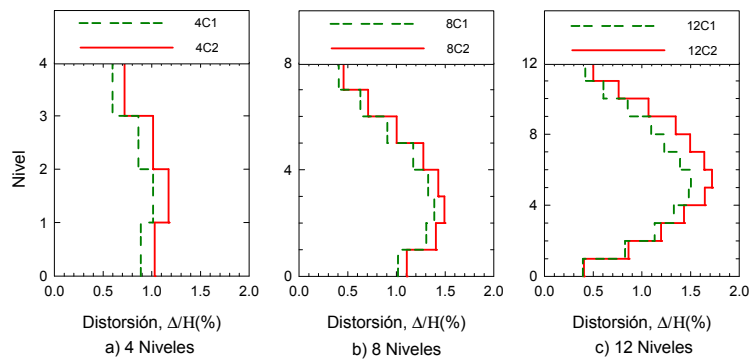 4C1
4C2
8C1
8C2
12C1
12C2
Nivel
4
3
2
1
0
8
4
0
12
8
4
0
0.0 0.5 1.0 1.5 2.0
0.0 0.5 1.0 1.5 2.0
0.0 0.5 1.0 1.5 2.0
Distorsión, Δ/H(%)
Distorsión, Δ/H(%)
Distorsión, Δ/H(%)
a) 4 Niveles
b) 8 Niveles
c) 12 Niveles